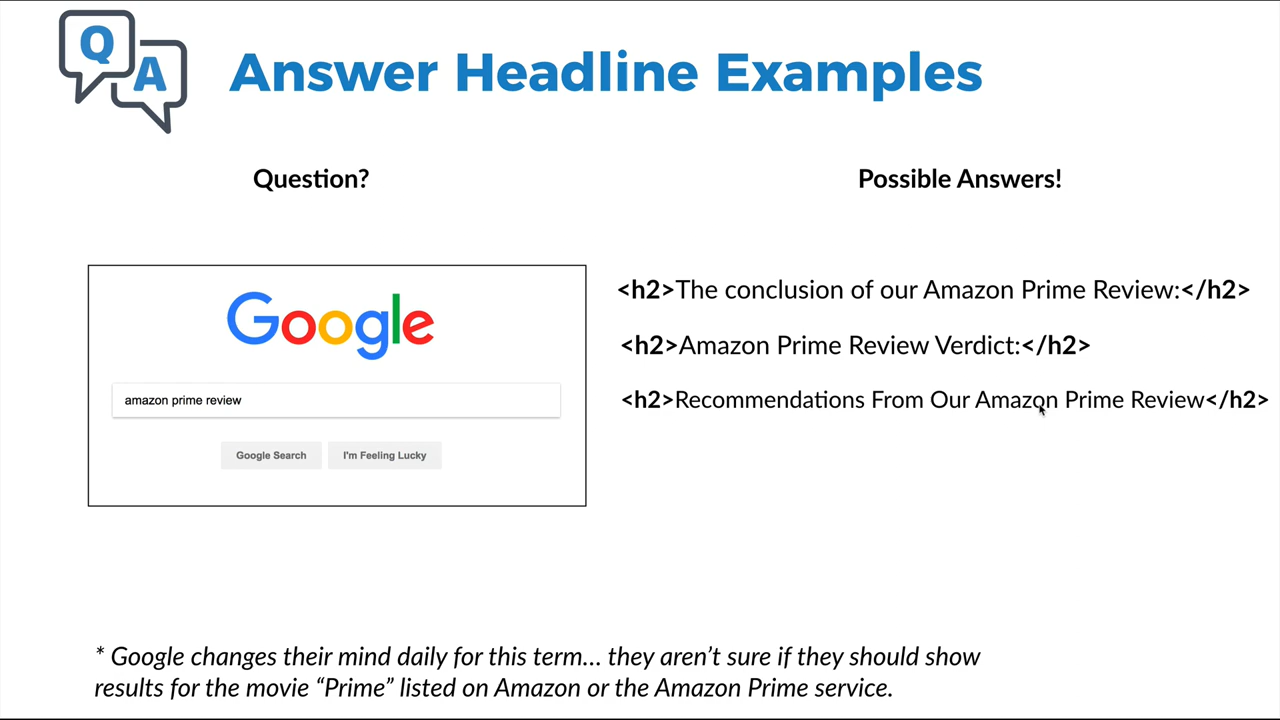 Q
A
Answer Headline Examples
Question?
Possible Answers!
Google
amazon prime review
Google Search
I'm Feeling Lucky
<h2>The conclusion of our Amazon Prime Review:</h2>
<h2>Amazon Prime Review Verdict:</h2>
<h2>Recommendations From Our Amazon Prime Review</h2>
* Google changes their mind daily for this term... they aren’t sure if they should show
results for the movie “Prime” listed on Amazon or the Amazon Prime service.